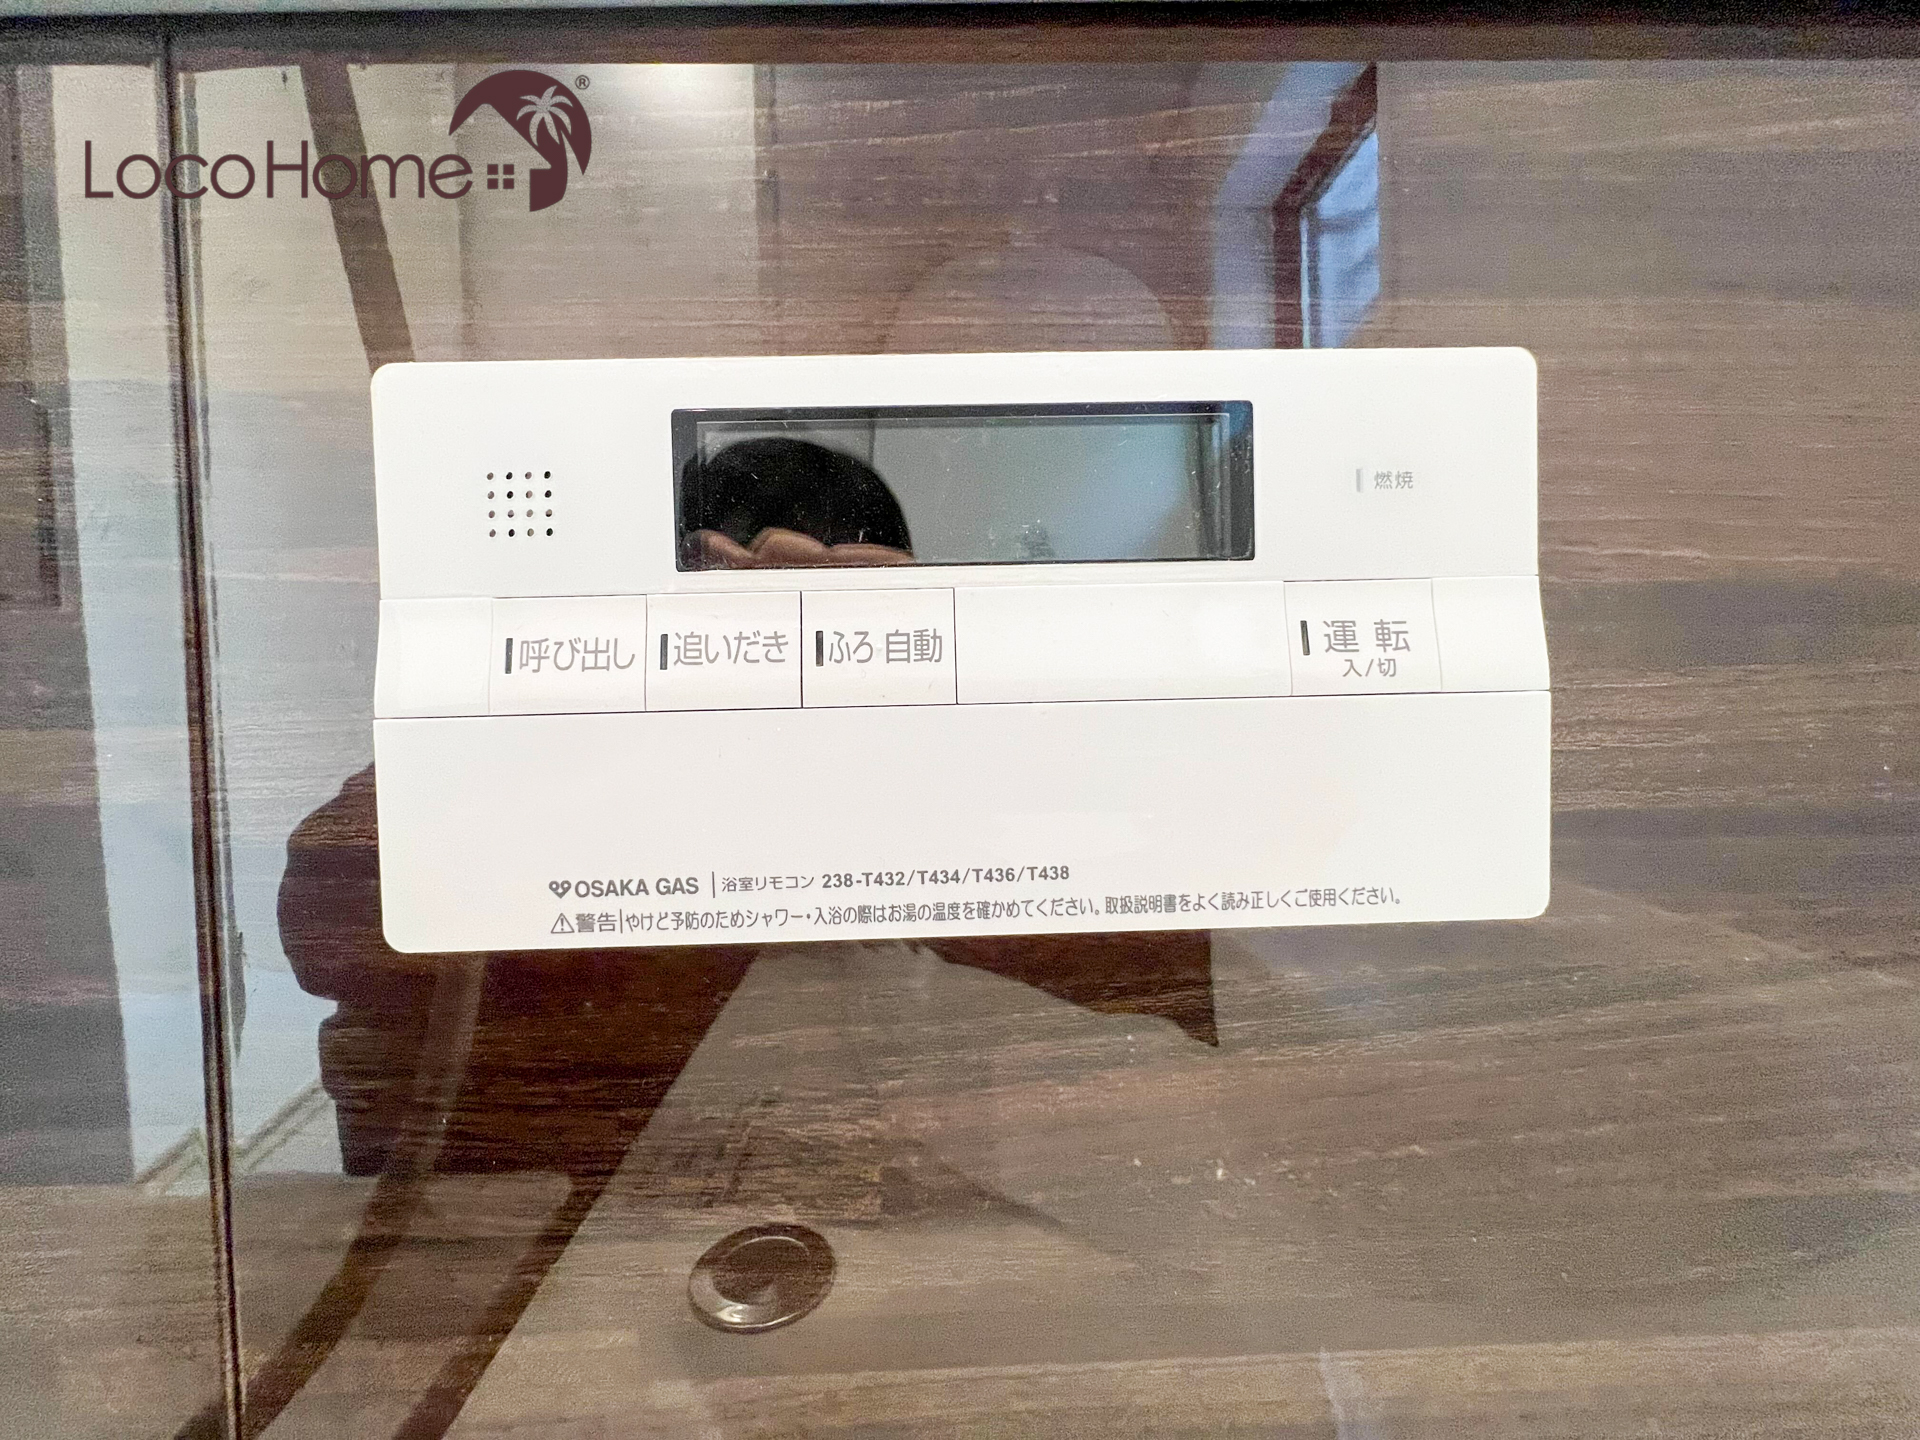 LocoHome®
燃焼
呼び出し
追いだき
ふろ 自動
運転
入/切
OSAKA GAS | 浴室リモコン 238-T432/T434/T436/T438
⚠警告|やけど予防のためシャワー・入浴の際はお湯の温度を確かめてください。取扱説明書をよく読み正しくご使用ください。